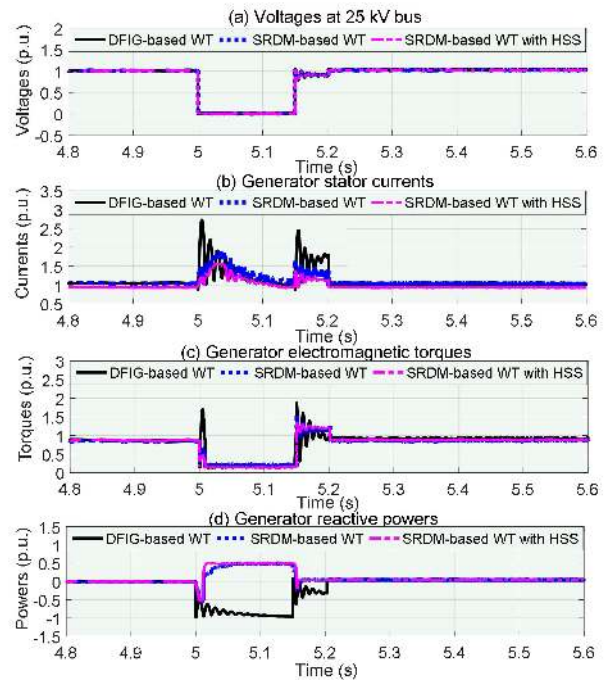 (a) Voltages at 25 kV bus
Voltages (p.u.)
2
1.5
1
0.5
0
-0.5
DFIG-based WT SRDM-based WT SRDM-based WT with HSS
4.8 4.9 5 5.1 5.2 5.3 5.4 5.5 5.6
Time (s)
(b) Generator stator currents
Currents (p.u.)
3.5
3
2.5
2
1.5
1
0.5
DFIG-based WT SRDM-based WT SRDM-based WT with HSS
4.8 4.9 5 5.1 5.2 5.3 5.4 5.5 5.6
Time (s)
(c) Generator electromagnetic torques
Torques (p.u.)
3
2.5
2
1.5
1
0.5
0
DFIG-based WT SRDM-based WT SRDM-based WT with HSS
4.8 4.9 5 5.1 5.2 5.3 5.4 5.5 5.6
Time (s)
(d) Generator reactive powers
Powers (p.u.)
1.5
1
0.5
0
-0.5
-1
-1.5
DFIG-based WT SRDM-based WT SRDM-based WT with HSS
4.8 4.9 5 5.1 5.2 5.3 5.4 5.5 5.6
Time (s)